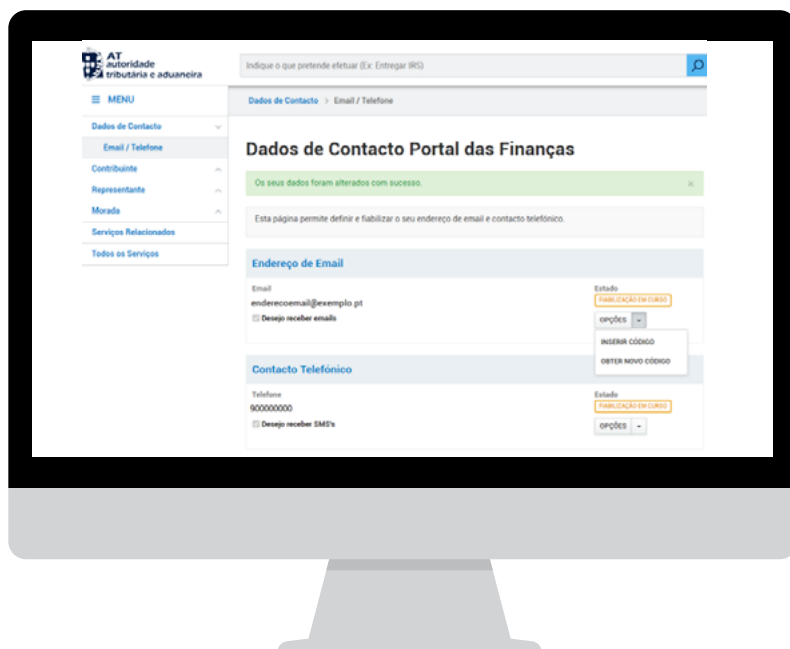 AT
autoridade
tributária e aduaneira
Indique o que pretende efetuar (Ex: Entregar IRS)
MENU
Dados de Contacto > Email / Telefone
Dados de Contacto
Email / Telefone
Contribuinte
Representante
Morada
Serviços Relacionados
Todos os Serviços
Dados de Contacto Portal das Finanças
Os seus dados foram alterados com sucesso.
Esta página permite definir e fiabilizar o seu endereço de email e contacto telefónico.
Endereço de Email
Email
Estado
enderecoemail@exemplo.pt
FIABILIZAÇÃO EM CURSO
Desejo receber emails
OPÇÕES
INSERIR CÓDIGO
OBTER NOVO CÓDIGO
Contacto Telefónico
Telefone
Estado
900000000
FIABILIZAÇÃO EM CURSO
Desejo receber SMS's
OPÇÕES